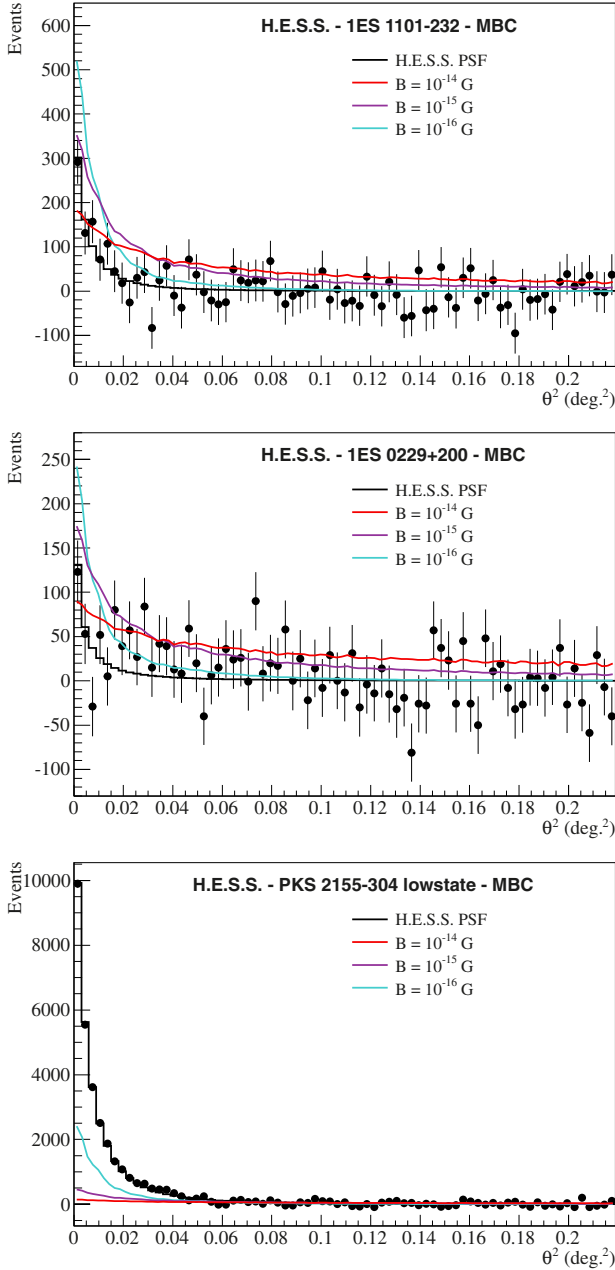 H.E.S.S. - 1ES 1101-232 - MBC
Events
H.E.S.S. PSF
B = 10⁻¹⁴ G
B = 10⁻¹⁵ G
B = 10⁻¹⁶ G
600
500
400
300
200
100
0
-100
0 0.02 0.04 0.06 0.08 0.1 0.12 0.14 0.16 0.18 0.2
θ² (deg.²)
H.E.S.S. - 1ES 0229+200 - MBC
Events
H.E.S.S. PSF
B = 10⁻¹⁴ G
B = 10⁻¹⁵ G
B = 10⁻¹⁶ G
250
200
150
100
50
0
-50
-100
0 0.02 0.04 0.06 0.08 0.1 0.12 0.14 0.16 0.18 0.2
θ² (deg.²)
H.E.S.S. - PKS 2155-304 lowstate - MBC
Events
H.E.S.S. PSF
B = 10⁻¹⁴ G
B = 10⁻¹⁵ G
B = 10⁻¹⁶ G
10000
8000
6000
4000
2000
0
0 0.02 0.04 0.06 0.08 0.1 0.12 0.14 0.16 0.18 0.2
θ² (deg.²)